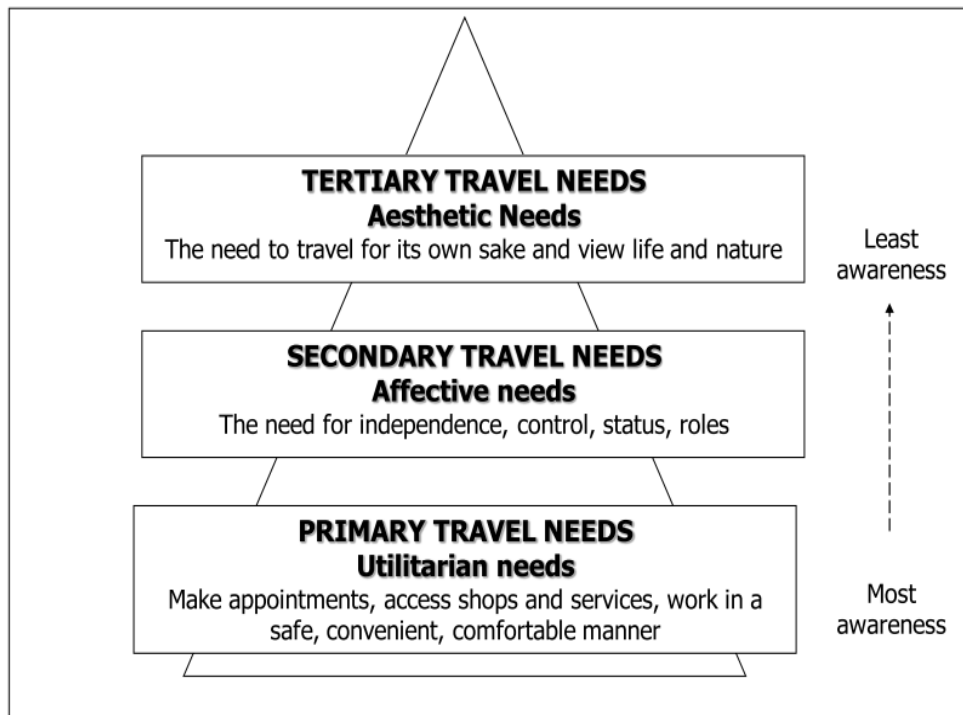 TERTIARY TRAVEL NEEDS
Aesthetic Needs
The need to travel for its own sake and view life and nature
Least
awareness
SECONDARY TRAVEL NEEDS
Affective needs
The need for independence, control, status, roles
PRIMARY TRAVEL NEEDS
Utilitarian needs
Make appointments, access shops and services, work in a
safe, convenient, comfortable manner
Most
awareness